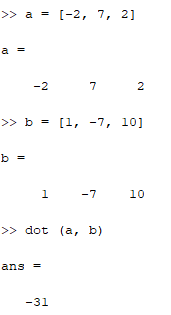 >> a = [-2, 7, 2]
a =
-2 7 2
>> b = [1, -7, 10]
b =
1 -7 10
>> dot (a, b)
ans =
-31